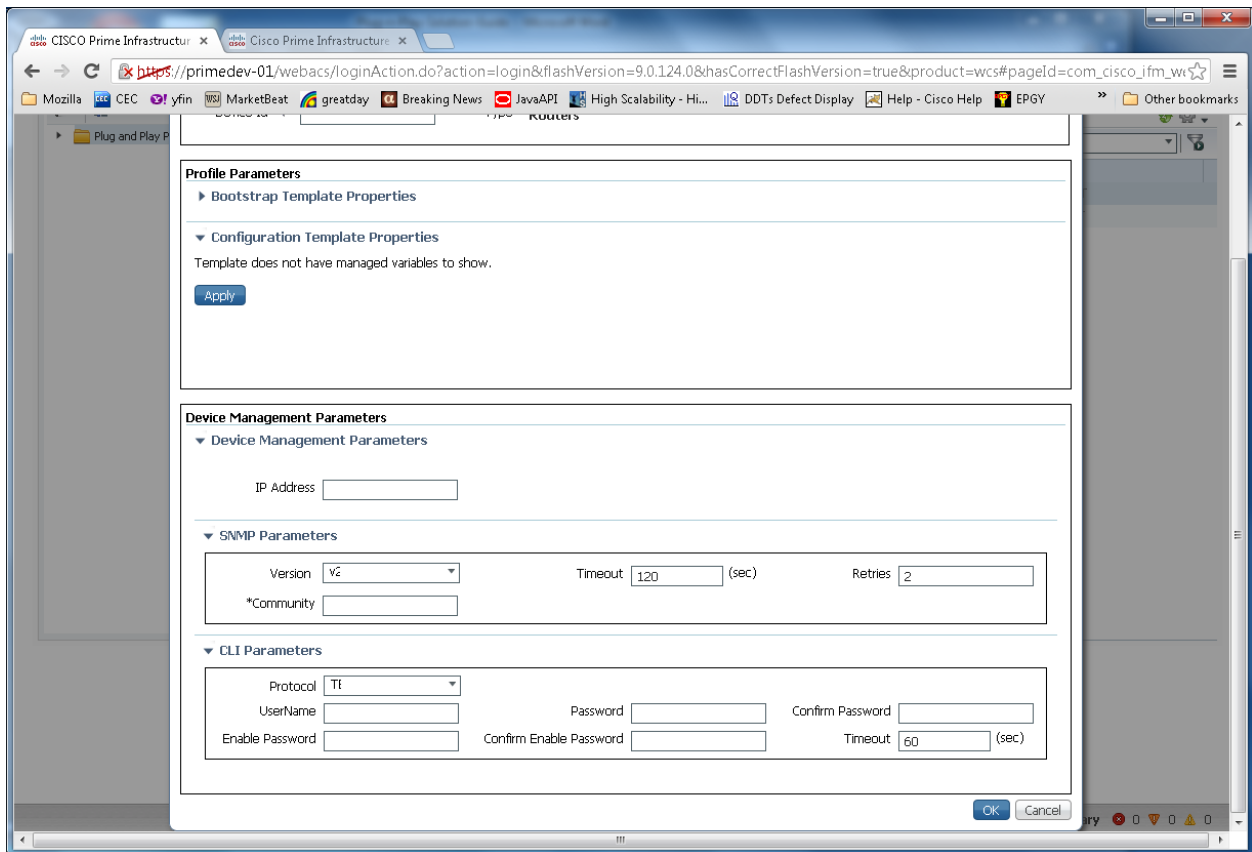 CISCO Prime Infrastructur ×
Cisco Prime Infrastructure ×
https://primedev-01/webacs/loginAction.do?action=login&flashVersion=9.0.124.0&hasCorrectFlashVersion=true&product=wcs#pageId=com_cisco_ifm_we
Mozilla CEC yfin MarketBeat greatday Breaking News JavaAPI High Scalability - Hi... DDTs Defect Display Help - Cisco Help EPGY » Other bookmarks
Plug and Play P
Routers
Profile Parameters
Bootstrap Template Properties
Configuration Template Properties
Template does not have managed variables to show.
Apply
Device Management Parameters
Device Management Parameters
IP Address
SNMP Parameters
Version v2 Timeout 120 (sec) Retries 2
*Community
CLI Parameters
Protocol TE
UserName Password Confirm Password
Enable Password Confirm Enable Password Timeout 60 (sec)
OK Cancel
0 0 0